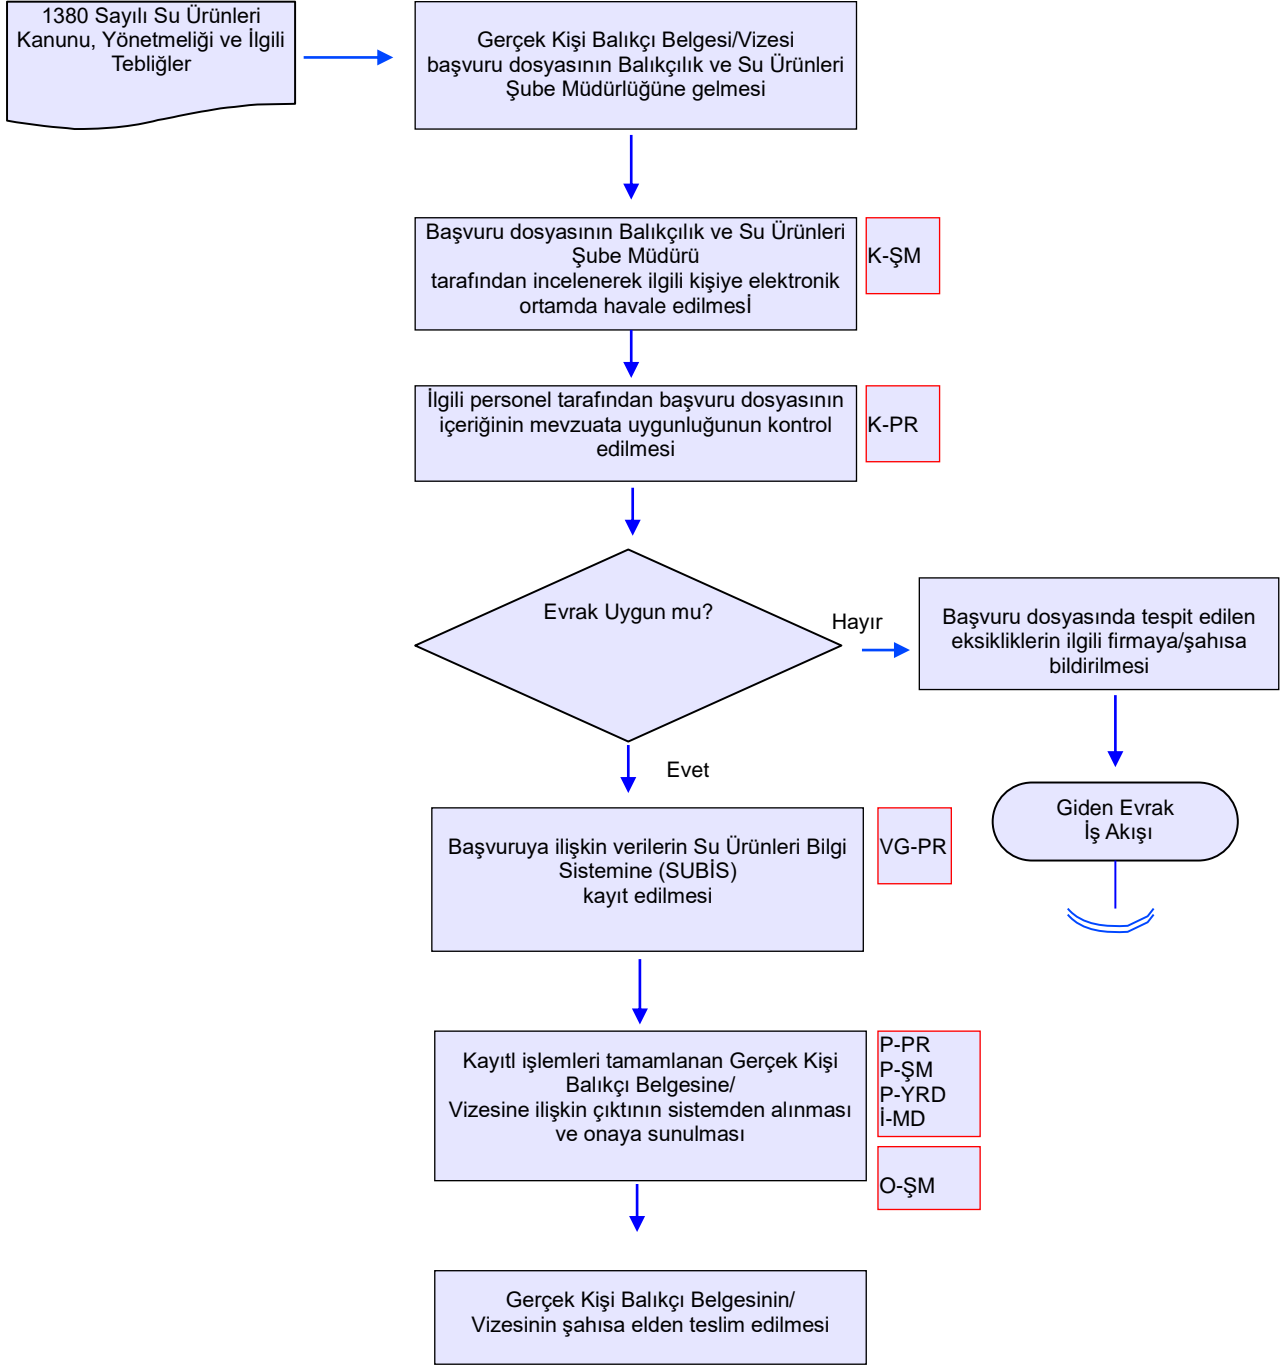 1380 Sayılı Su Ürünleri
Kanunu, Yönetmeliği ve İlgili
Tebliğler
Gerçek Kişi Balıkçı Belgesi/Vizesi
başvuru dosyasının Balıkçılık ve Su Ürünleri
Şube Müdürlüğüne gelmesi
Başvuru dosyasının Balıkçılık ve Su Ürünleri
Şube Müdürü
tarafından incelenerek ilgili kişiye elektronik
ortamda havale edilmesİ
K-ŞM
İlgili personel tarafından başvuru dosyasının
içeriğinin mevzuata uygunluğunun kontrol
edilmesi
K-PR
Evrak Uygun mu?
Hayır
Başvuru dosyasında tespit edilen
eksikliklerin ilgili firmaya/şahısa
bildirilmesi
Evet
Giden Evrak
İş Akışı
Başvuruya ilişkin verilerin Su Ürünleri Bilgi
Sistemine (SUBİS)
kayıt edilmesi
VG-PR
Kayıtl işlemleri tamamlanan Gerçek Kişi
Balıkçı Belgesine/
Vizesine ilişkin çıktının sistemden alınması
ve onaya sunulması
P-PR
P-ŞM
P-YRD
İ-MD
O-ŞM
Gerçek Kişi Balıkçı Belgesinin/
Vizesinin şahısa elden teslim edilmesi